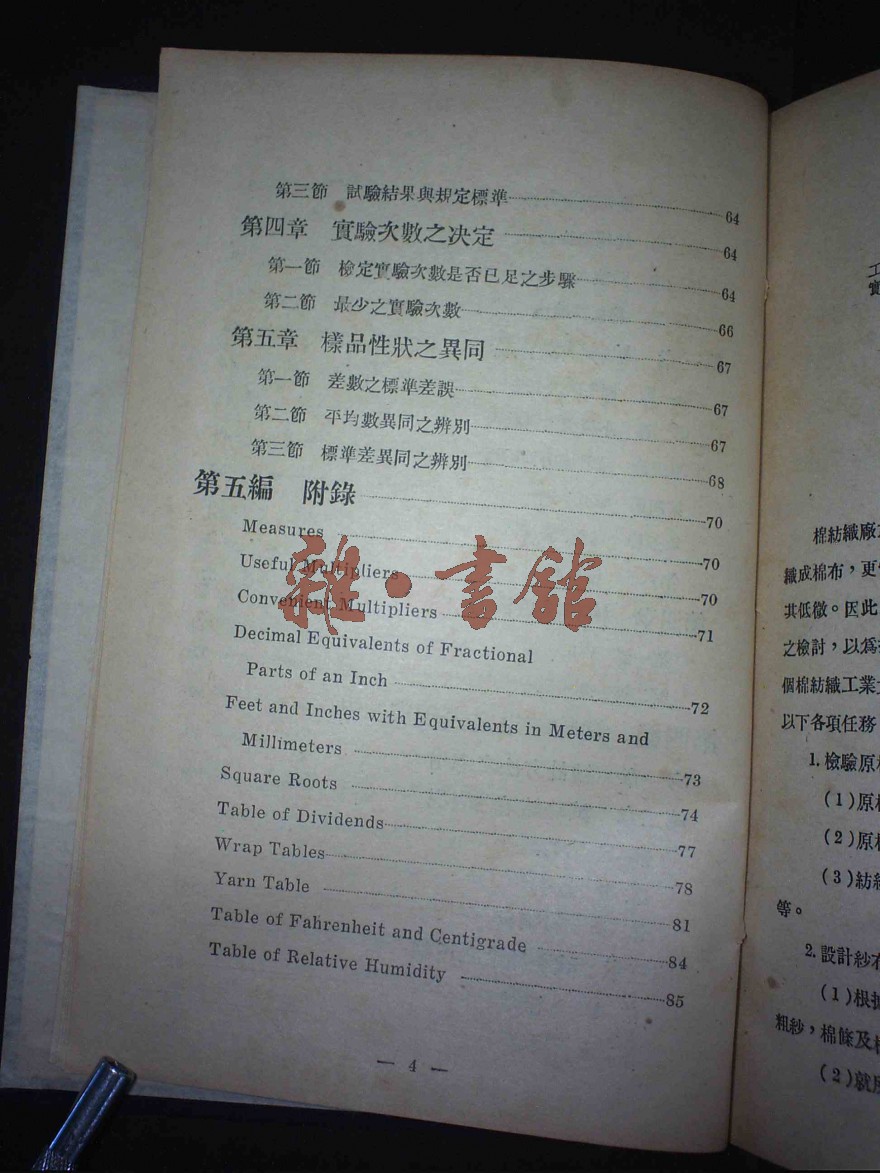 第三節 試驗結果與規定標準 64
第四章 實驗次數之決定 64
第一節 檢定實驗次數是否已足之步驟 64
第二節 最少之實驗次數 66
第五章 樣品性狀之異同 67
第一節 差數之標準差誤 67
第二節 平均數異同之辨別 67
第三節 標準差異同之辨別 68
第五編 附錄 70
Measures 70
Useful Multipliers 70
Convenient Multipliers 71
Decimal Equivalents of Fractional
Parts of an Inch 72
Feet and Inches with Equivalents in Meters and
Millimeters 73
Square Roots 74
Table of Dividends 77
Wrap Tables 78
Yarn Table 81
Table of Fahrenheit and Centigrade 84
Table of Relative Humidity 85
— 4 —
雜·書館
工
實
棉紡織廠
織成棉布，更
其低微。因此
之檢討，以爲
個棉紡織工業
以下各項任務
1. 檢驗原
(1)原
(2)原
(3)紡
等。
2. 設計紗布
(1)根據
粗紗，棉條及
(2)就